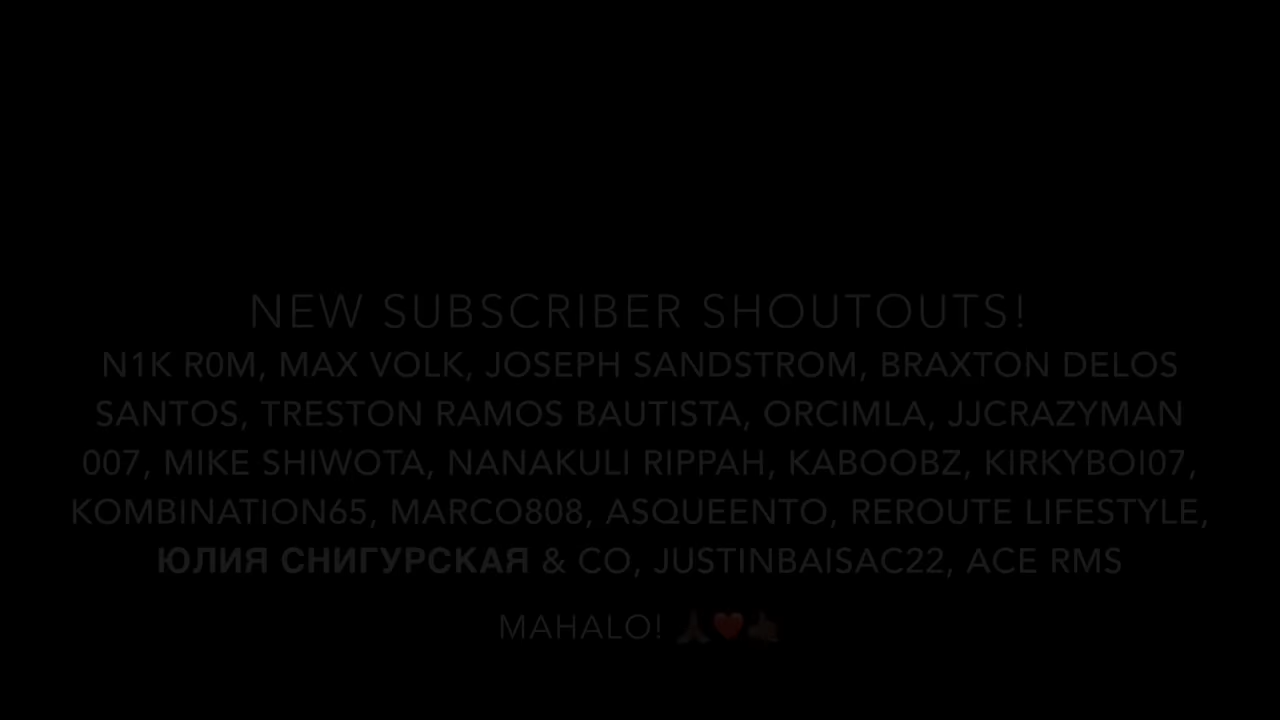 NEW SUBSCRIBER SHOUTOUTS!
N1K R0M, MAX VOLK, JOSEPH SANDSTROM, BRAXTON DELOS
SANTOS, TRESTON RAMOS BAUTISTA, ORCIMLA, JJCRAZYMAN
007, MIKE SHIWOTA, NANAKULI RIPPAH, KABOOBZ, KIRKYBOI07,
KOMBINATION65, MARCO808, ASQUEENTO, REROUTE LIFESTYLE,
ЮЛИЯ СНИГУРСКАЯ & CO, JUSTINBAISAC22, ACE RMS
MAHALO! 🙏❤️🤙